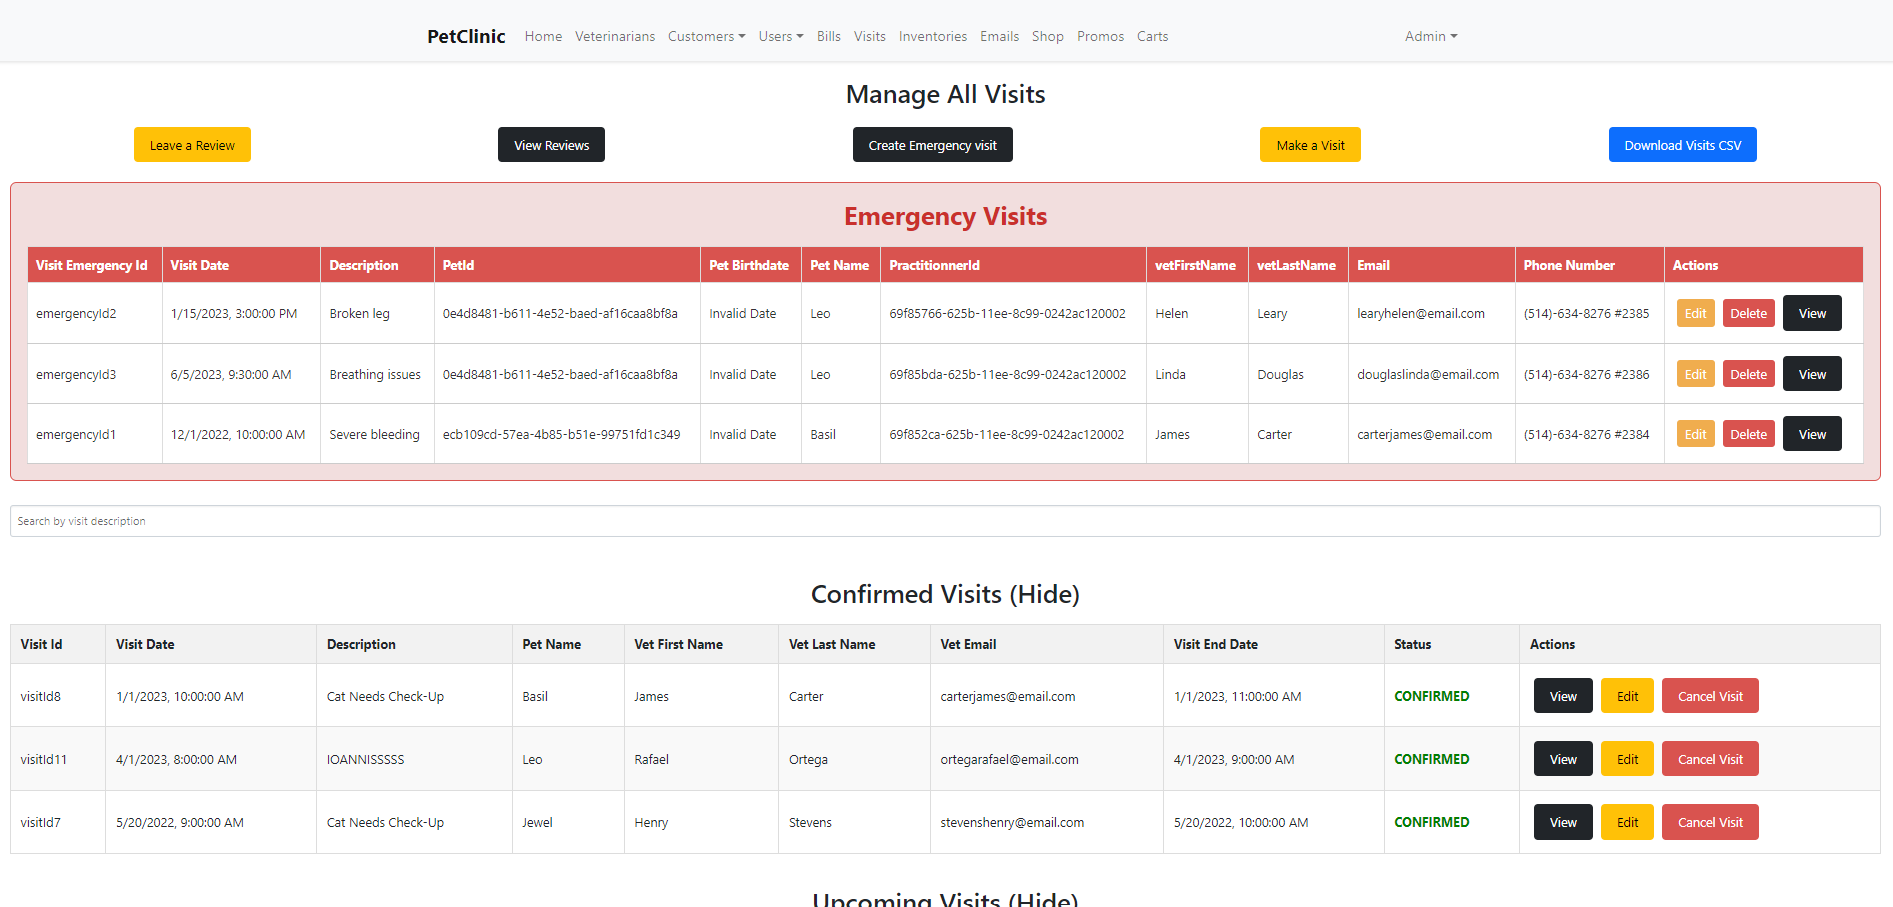 PetClinic Home Veterinarians Customers Users Bills Visits Inventories Emails Shop Promos Carts Admin
Manage All Visits
Leave a Review View Reviews Create Emergency visit Make a Visit Download Visits CSV
Emergency Visits
Visit Emergency Id Visit Date Description PetId Pet Birthdate Pet Name PractitionnerId vetFirstName vetLastName Email Phone Number Actions
emergencyId2 1/15/2023, 3:00:00 PM Broken leg 0e4d8481-b611-4e52-baed-af16caa8bf8a Invalid Date Leo 69f85766-625b-11ee-8c99-0242ac120002 Helen Leary learyhelen@email.com (514)-634-8276 #2385 Edit Delete View
emergencyId3 6/5/2023, 9:30:00 AM Breathing issues 0e4d8481-b611-4e52-baed-af16caa8bf8a Invalid Date Leo 69f85bda-625b-11ee-8c99-0242ac120002 Linda Douglas douglaslinda@email.com (514)-634-8276 #2386 Edit Delete View
emergencyId1 12/1/2022, 10:00:00 AM Severe bleeding ecb109cd-57ea-4b85-b51e-99751fd1c349 Invalid Date Basil 69f852ca-625b-11ee-8c99-0242ac120002 James Carter carterjames@email.com (514)-634-8276 #2384 Edit Delete View
Search by visit description
Confirmed Visits (Hide)
Visit Id Visit Date Description Pet Name Vet First Name Vet Last Name Vet Email Visit End Date Status Actions
visitId8 1/1/2023, 10:00:00 AM Cat Needs Check-Up Basil James Carter carterjames@email.com 1/1/2023, 11:00:00 AM CONFIRMED View Edit Cancel Visit
visitId11 4/1/2023, 8:00:00 AM IOANNISSSSS Leo Rafael Ortega ortegarafael@email.com 4/1/2023, 9:00:00 AM CONFIRMED View Edit Cancel Visit
visitId7 5/20/2022, 9:00:00 AM Cat Needs Check-Up Jewel Henry Stevens stevenshenry@email.com 5/20/2022, 10:00:00 AM CONFIRMED View Edit Cancel Visit
Upcoming Visits (Hide)